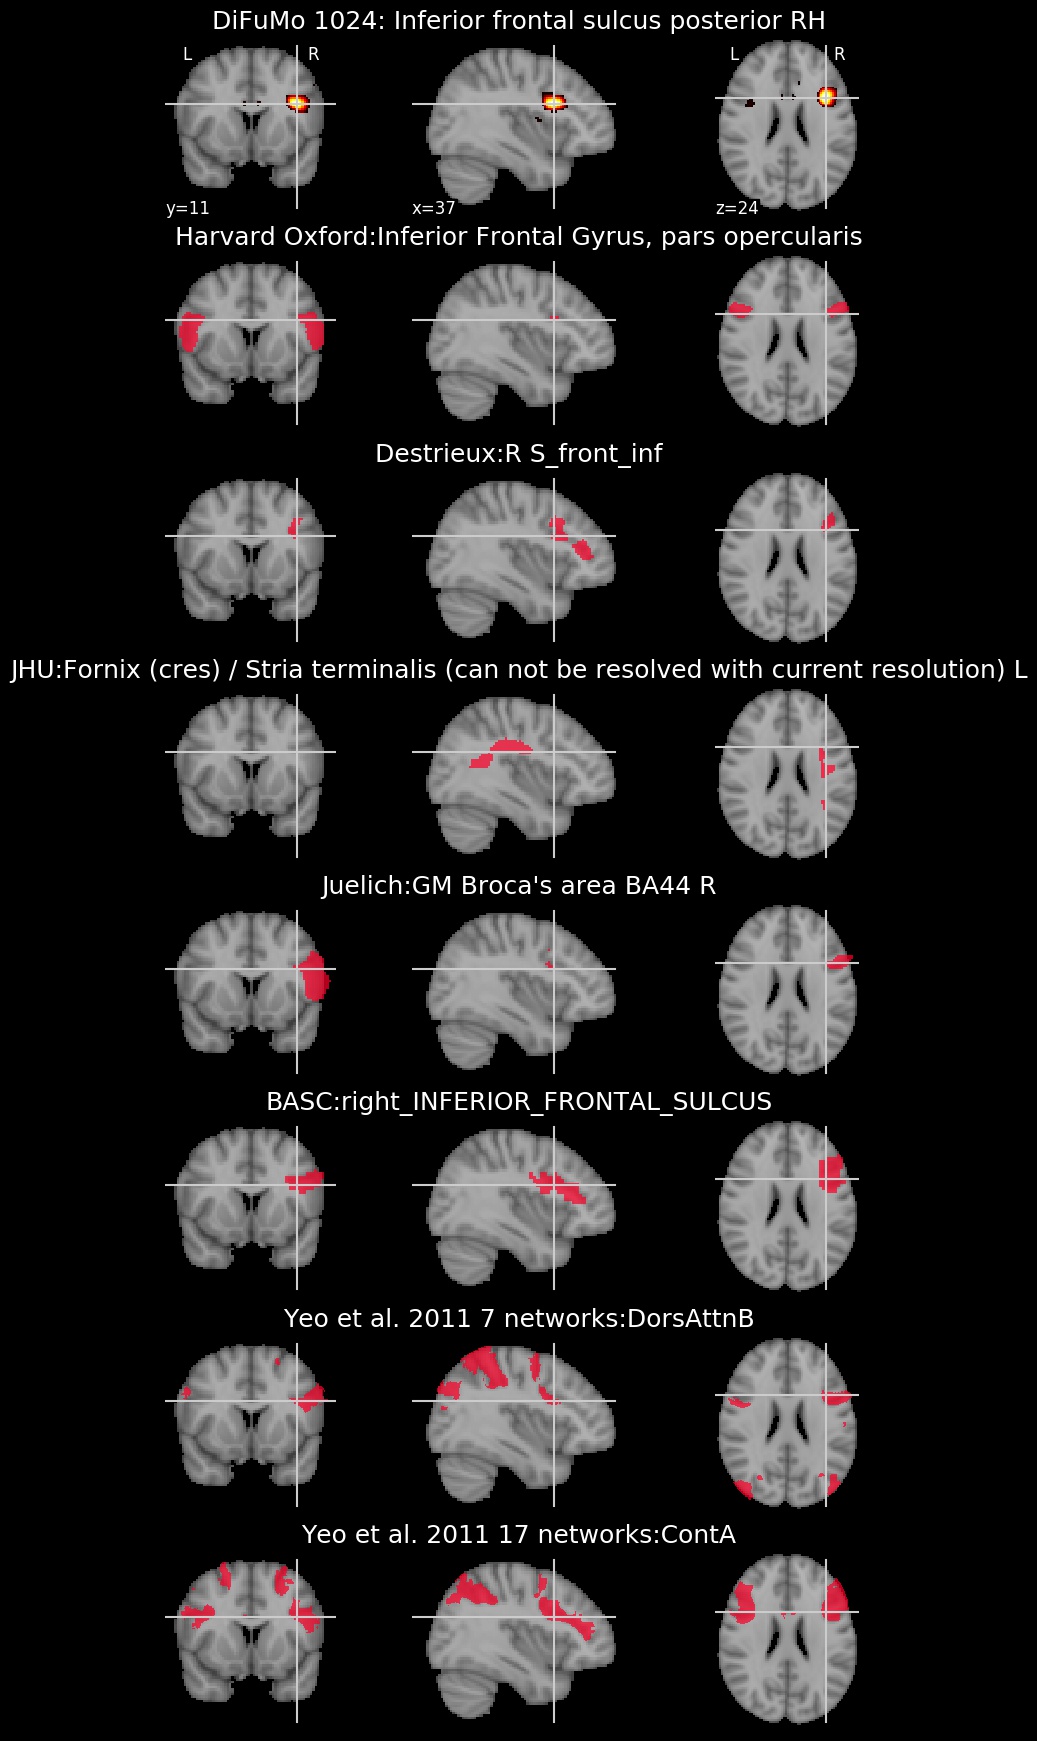 DiFuMo 1024: Inferior frontal sulcus posterior RH
L R L R
y=11 x=37 z=24
Harvard Oxford:Inferior Frontal Gyrus, pars opercularis
Destrieux:R S_front_inf
JHU:Fornix (cres) / Stria terminalis (can not be resolved with current resolution) L
Juelich:GM Broca's area BA44 R
BASC:right_INFERIOR_FRONTAL_SULCUS
Yeo et al. 2011 7 networks:DorsAttnB
Yeo et al. 2011 17 networks:ContA